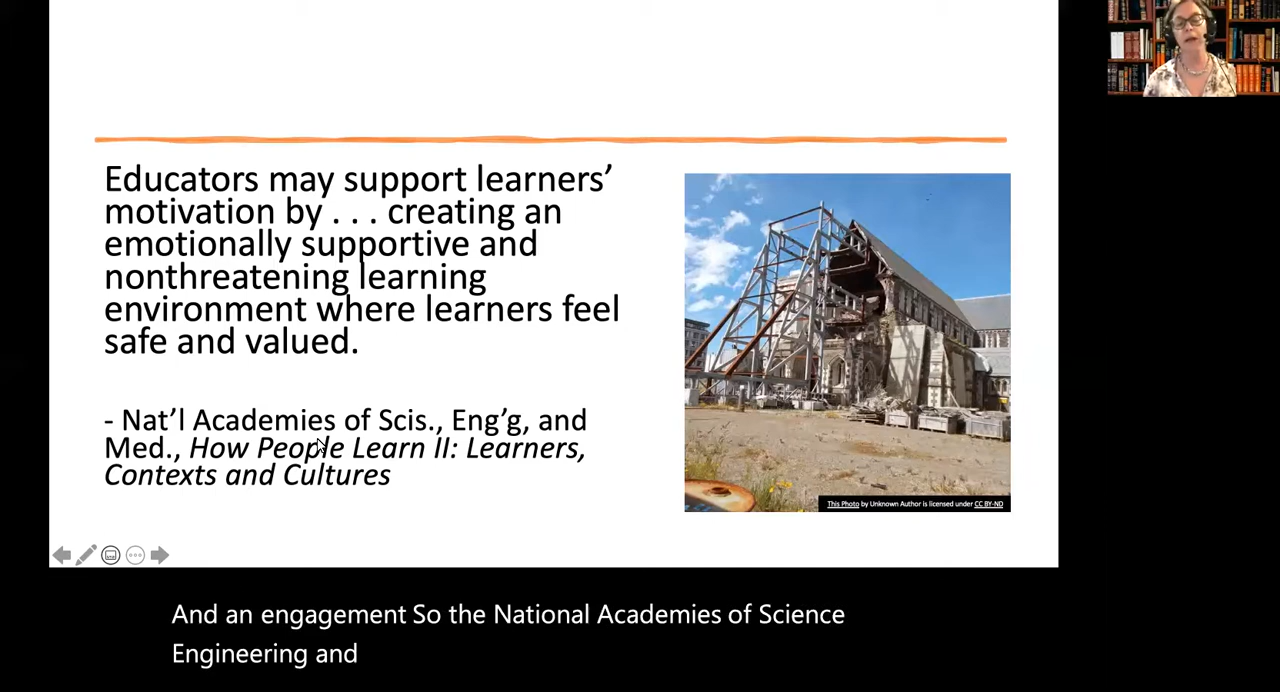 Educators may support learners’
motivation by . . . creating an
emotionally supportive and
nonthreatening learning
environment where learners feel
safe and valued.
- Nat’l Academies of Scis., Eng’g, and
Med., How People Learn II: Learners,
Contexts and Cultures
This Photo by Unknown Author is licensed under CC BY-ND
And an engagement So the National Academies of Science
Engineering and